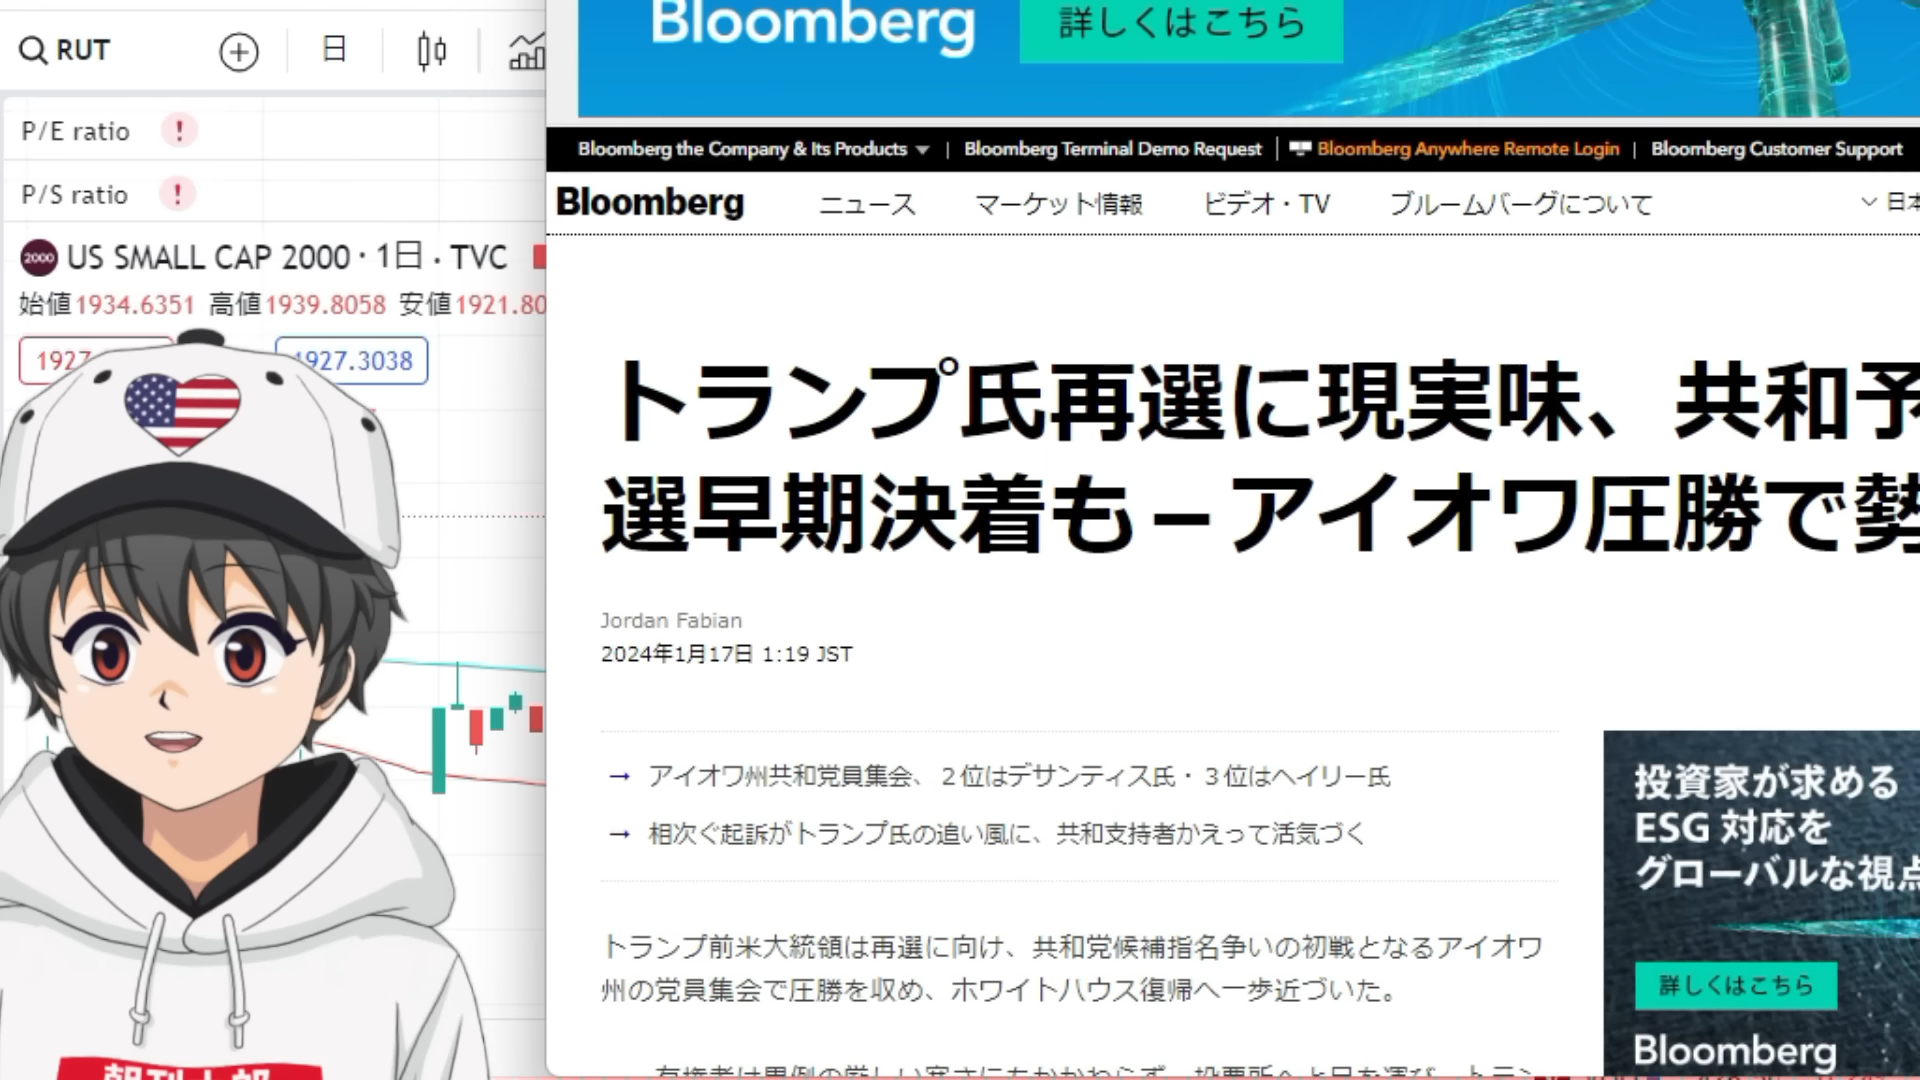 Bloomberg 詳しくはこちら
RUT 日
P/E ratio !
P/S ratio !
2000 US SMALL CAP 2000・1日・TVC
始値1934.6351 高値1939.8058 安値1921.80
1927 1927.3038
Bloomberg the Company & Its Products | Bloomberg Terminal Demo Request | Bloomberg Anywhere Remote Login | Bloomberg Customer Support
Bloomberg ニュース マーケット情報 ビデオ・TV ブルームバーグについて 日本
トランプ氏再選に現実味、共和予
選早期決着も－アイオワ圧勝で勢
Jordan Fabian
2024年1月17日 1:19 JST
→ アイオワ州共和党員集会、２位はデサンティス氏・３位はヘイリー氏
→ 相次ぐ起訴がトランプ氏の追い風に、共和支持者かえって活気づく
トランプ前米大統領は再選に向け、共和党候補指名争いの初戦となるアイオワ
州の党員集会で圧勝を収め、ホワイトハウス復帰へ一歩近づいた。
投資家が求める
ESG 対応を
グローバルな視点
詳しくはこちら
Bloomberg